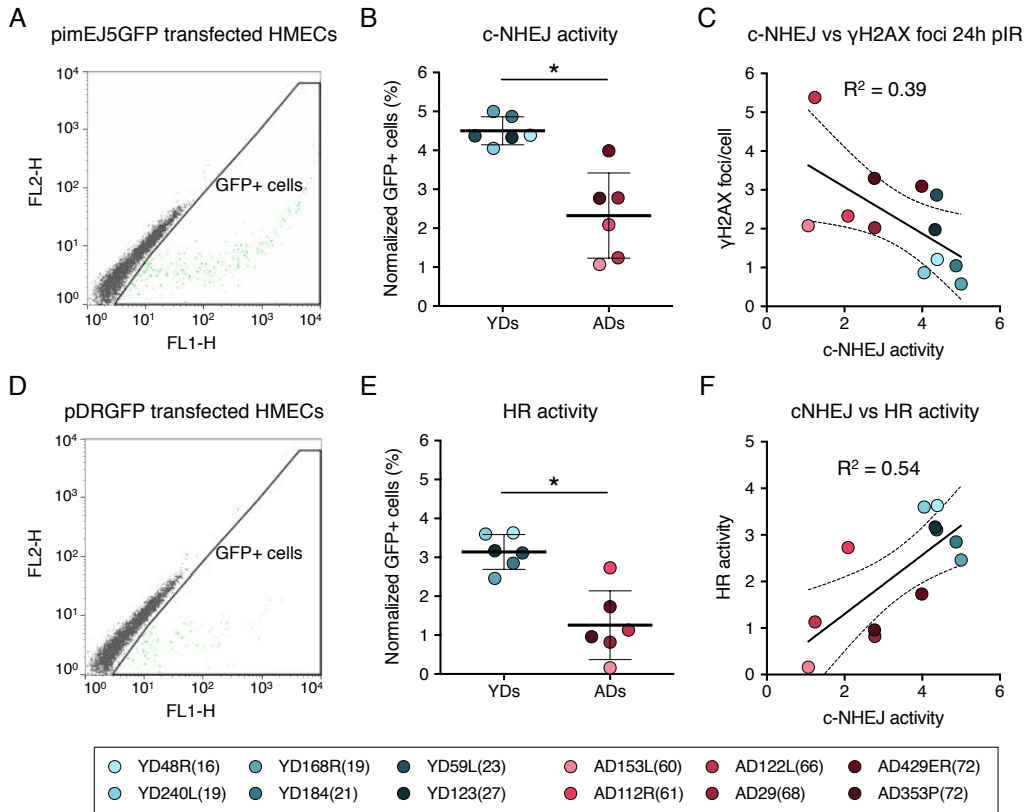 A
pimEJ5GFP transfected HMECs
10⁴
10³
10²
10¹
10⁰
FL2-H
GFP+ cells
10⁰ 10¹ 10² 10³ 10⁴
FL1-H
B
c-NHEJ activity
*
6
5
4
3
2
1
0
Normalized GFP+ cells (%)
YDs ADs
C
c-NHEJ vs γH2AX foci 24h pIR
R² = 0.39
6
5
4
3
2
1
0
γH2AX foci/cell
0 2 4 6
c-NHEJ activity
D
pDRGFP transfected HMECs
10⁴
10³
10²
10¹
10⁰
FL2-H
GFP+ cells
10⁰ 10¹ 10² 10³ 10⁴
FL1-H
E
HR activity
*
6
5
4
3
2
1
0
Normalized GFP+ cells (%)
YDs ADs
F
cNHEJ vs HR activity
R² = 0.54
5
4
3
2
1
0
HR activity
0 2 4 6
c-NHEJ activity
YD48R(16) YD168R(19) YD59L(23) AD153L(60) AD122L(66) AD429ER(72)
YD240L(19) YD184(21) YD123(27) AD112R(61) AD29(68) AD353P(72)